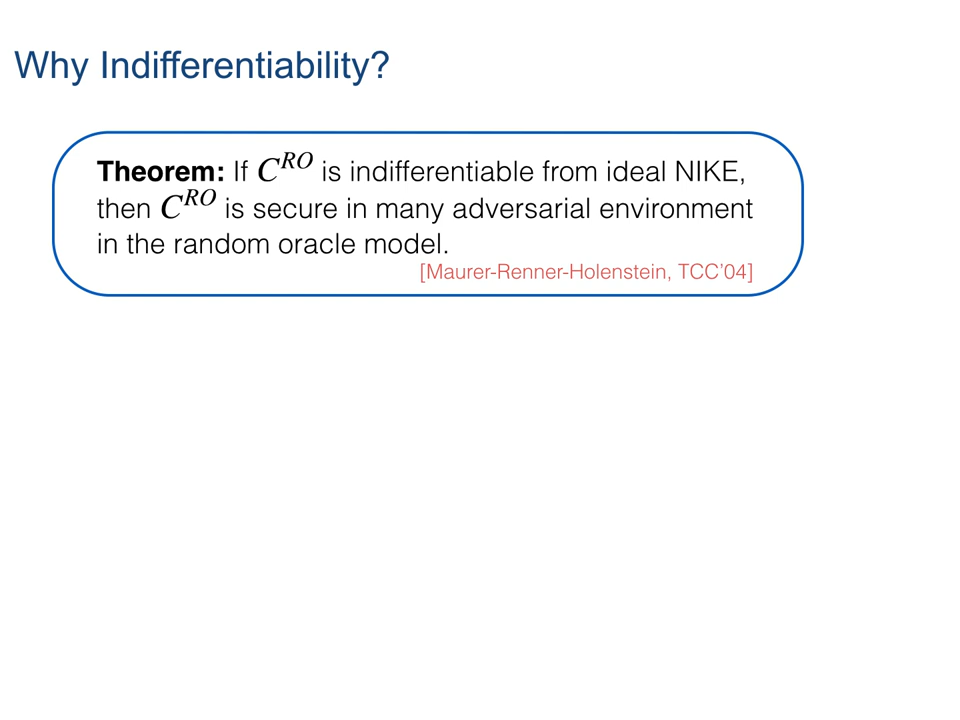 Why Indifferentiability?
Theorem: If C^{RO} is indifferentiable from ideal NIKE,
then C^{RO} is secure in many adversarial environment
in the random oracle model.
[Maurer-Renner-Holenstein, TCC'04]